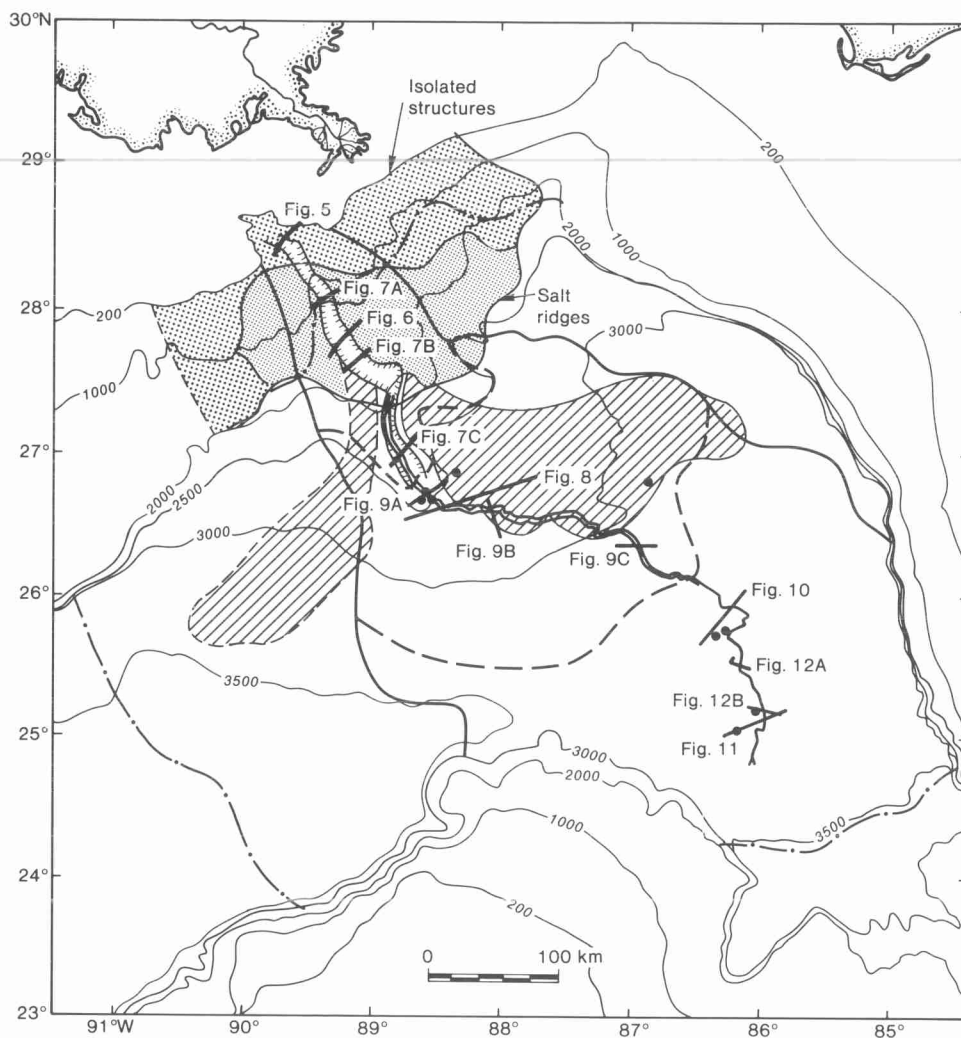 30°N
Isolated
structures
200
29°
1000
2000
Fig. 5
Fig. 7A
28°
200
Fig. 6
Salt
ridges
Fig. 7B
3000
1000
27°
Fig. 7C
Fig. 8
2000
2500
Fig. 9A
3000
Fig. 9B
Fig. 9C
26°
Fig. 10
3500
Fig. 12A
Fig. 12B
25°
Fig. 11
3000
2000
1000
3500
24°
200
0
100 km
23°
91°W
90°
89°
88°
87°
86°
85°